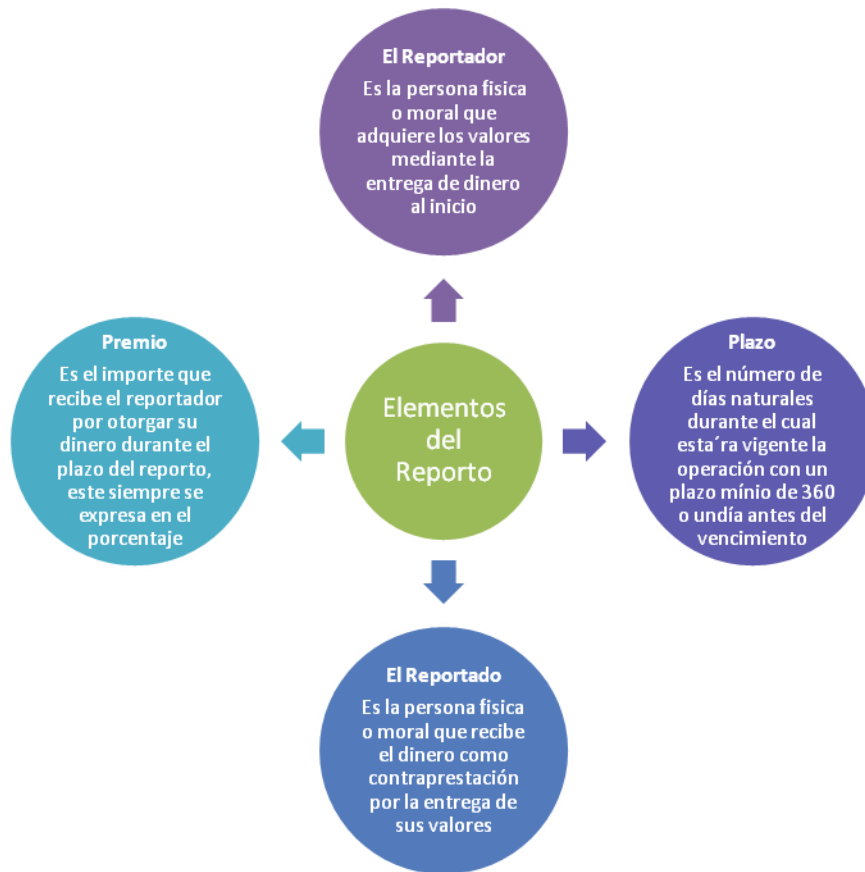 El Reportador
Es la persona fisica
o moral que
adquiere los valores
mediante la
entrega de dinero
al inicio
Premio
Es el importe que
recibe el reportador
por otorgar su
dinero durante el
plazo del reporto,
este siempre se
expresa en el
porcentaje
Elementos
del
Reporto
Plazo
Es el número de
días naturales
durante el cual
esta´ra vigente la
operación con un
plazo mínio de 360
o undía antes del
vencimiento
El Reportado
Es la persona fisica
o moral que recibe
el dinero como
contraprestación
por la entrega de
sus valores